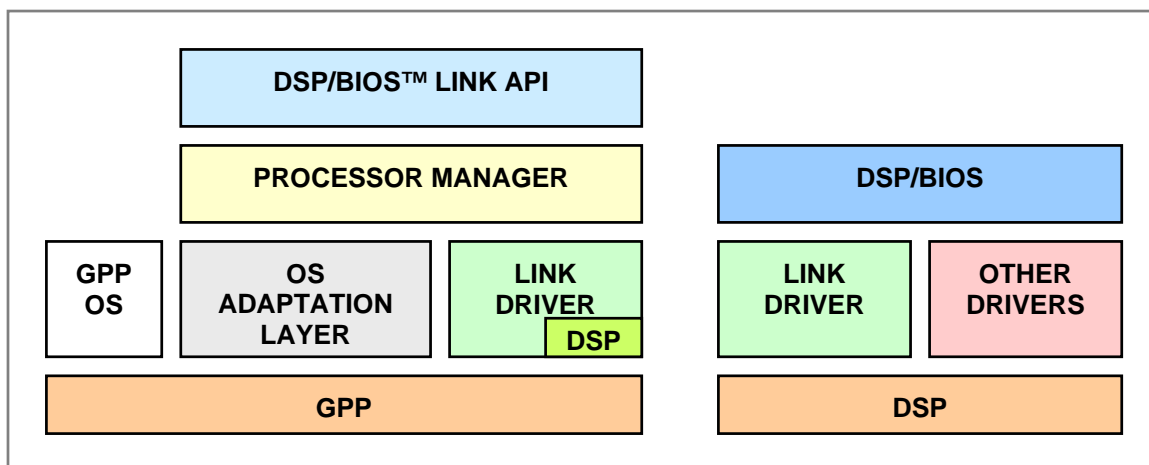 DSP/BIOS™ LINK API
PROCESSOR MANAGER
DSP/BIOS
GPP
OS
OS
ADAPTATION
LAYER
LINK
DRIVER
DSP
LINK
DRIVER
OTHER
DRIVERS
GPP
DSP